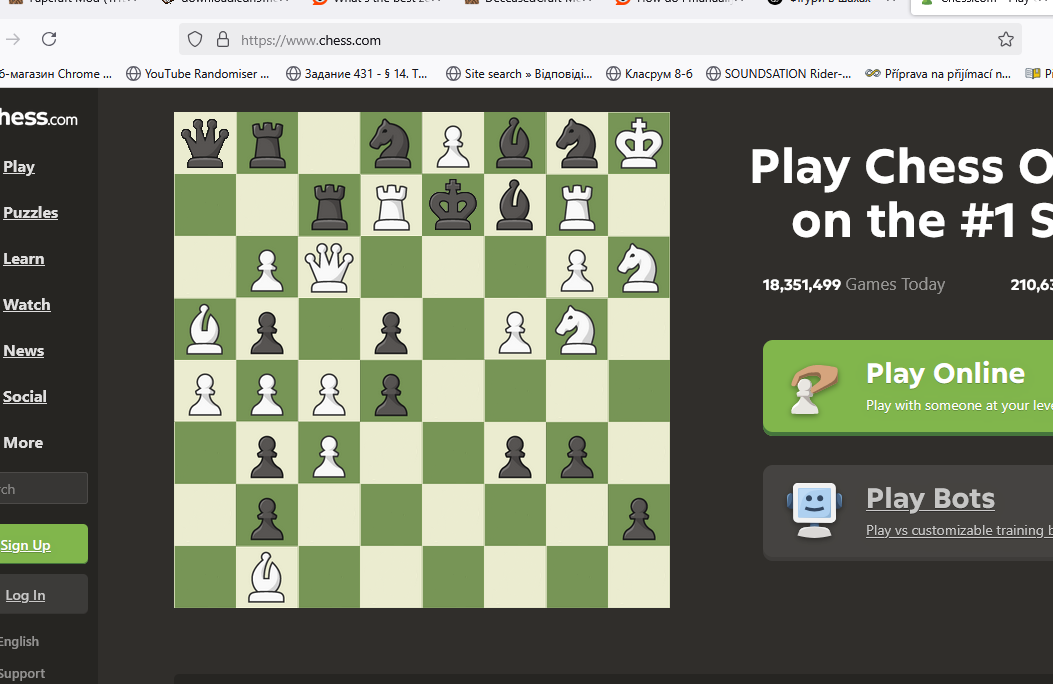 https://www.chess.com
YouTube Randomiser ...
Задание 431 - § 14. Т...
Site search » Відповіді...
Класрум 8-6
SOUNDSATION Rider-...
Příprava na přijímací n...
б-магазин Chrome ...
hess.com
Play
Puzzles
Learn
Watch
News
Social
More
rch
Sign Up
Log In
English
Support
Play Chess O
on the #1 S
18,351,499 Games Today
210,63
Play Online
Play with someone at your leve
Play Bots
Play vs customizable training b